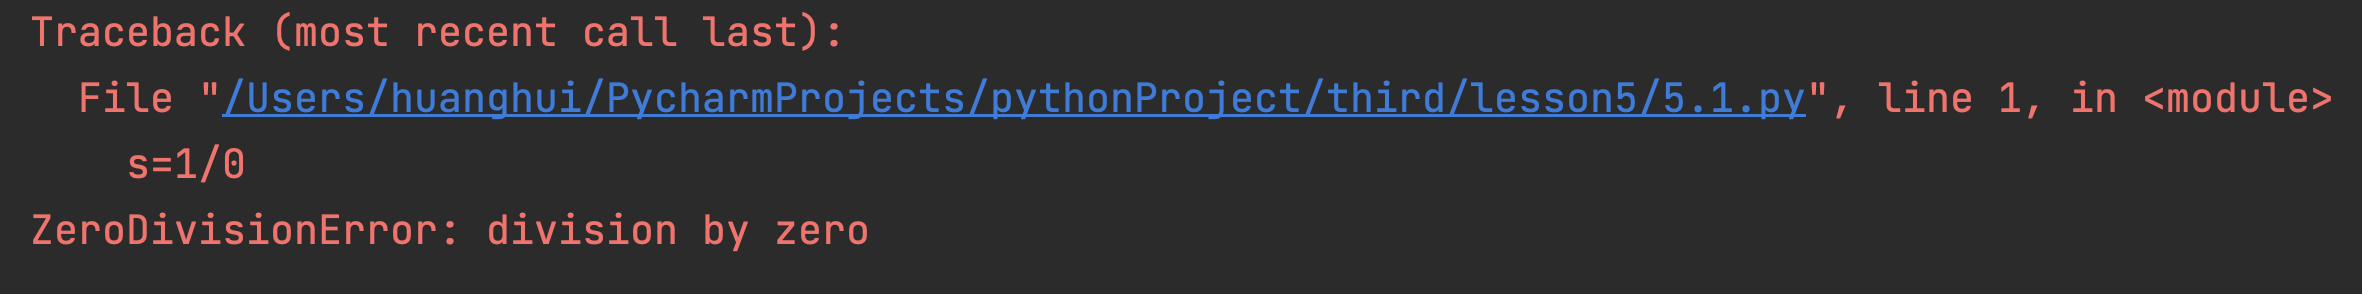 Traceback (most recent call last):
  File "/Users/huanghui/PycharmProjects/pythonProject/third/lesson5/5.1.py", line 1, in <module>
    s=1/0
ZeroDivisionError: division by zero